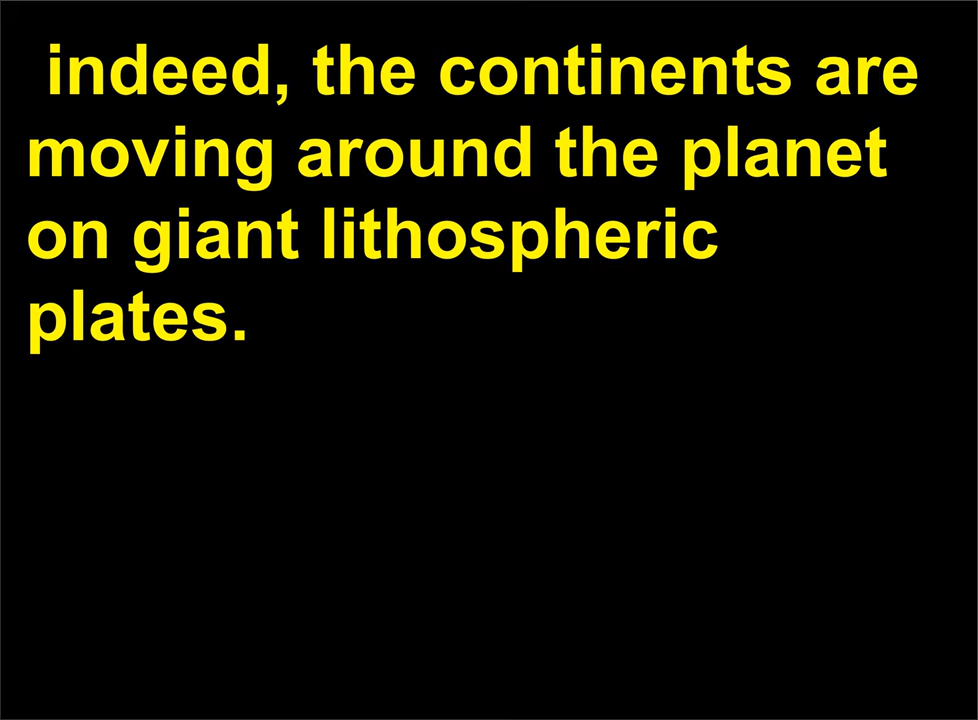 indeed, the continents are
moving around the planet
on giant lithospheric
plates.